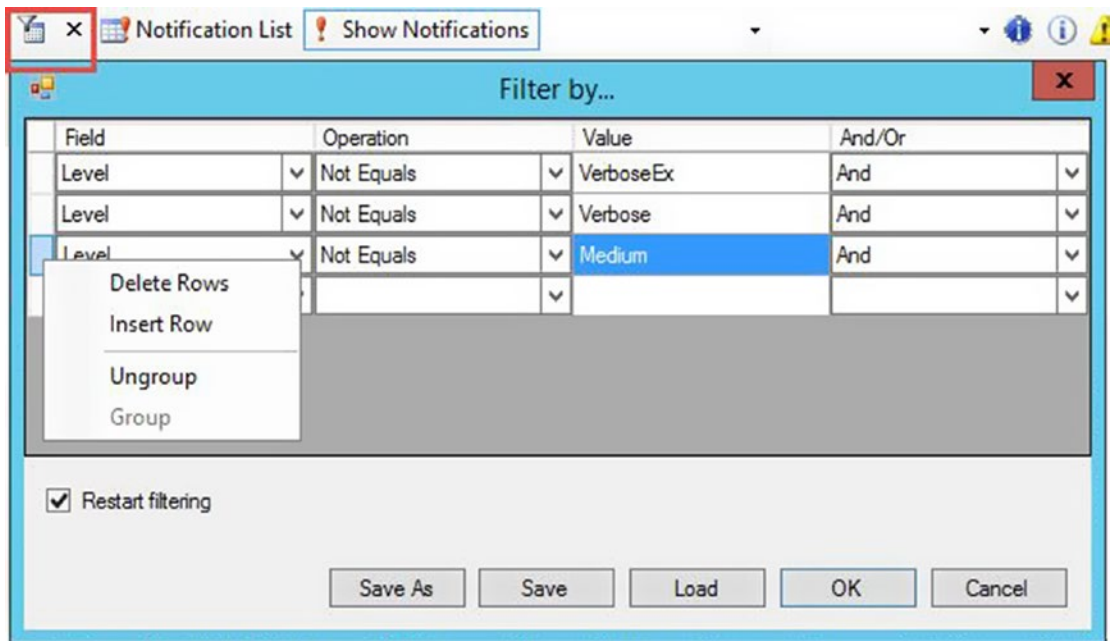 Notification List Show Notifications
Filter by...
Field Operation Value And/Or
Level Not Equals VerboseEx And
Level Not Equals Verbose And
Level Not Equals Medium And
Delete Rows
Insert Row
Ungroup
Group
Restart filtering
Save As Save Load OK Cancel